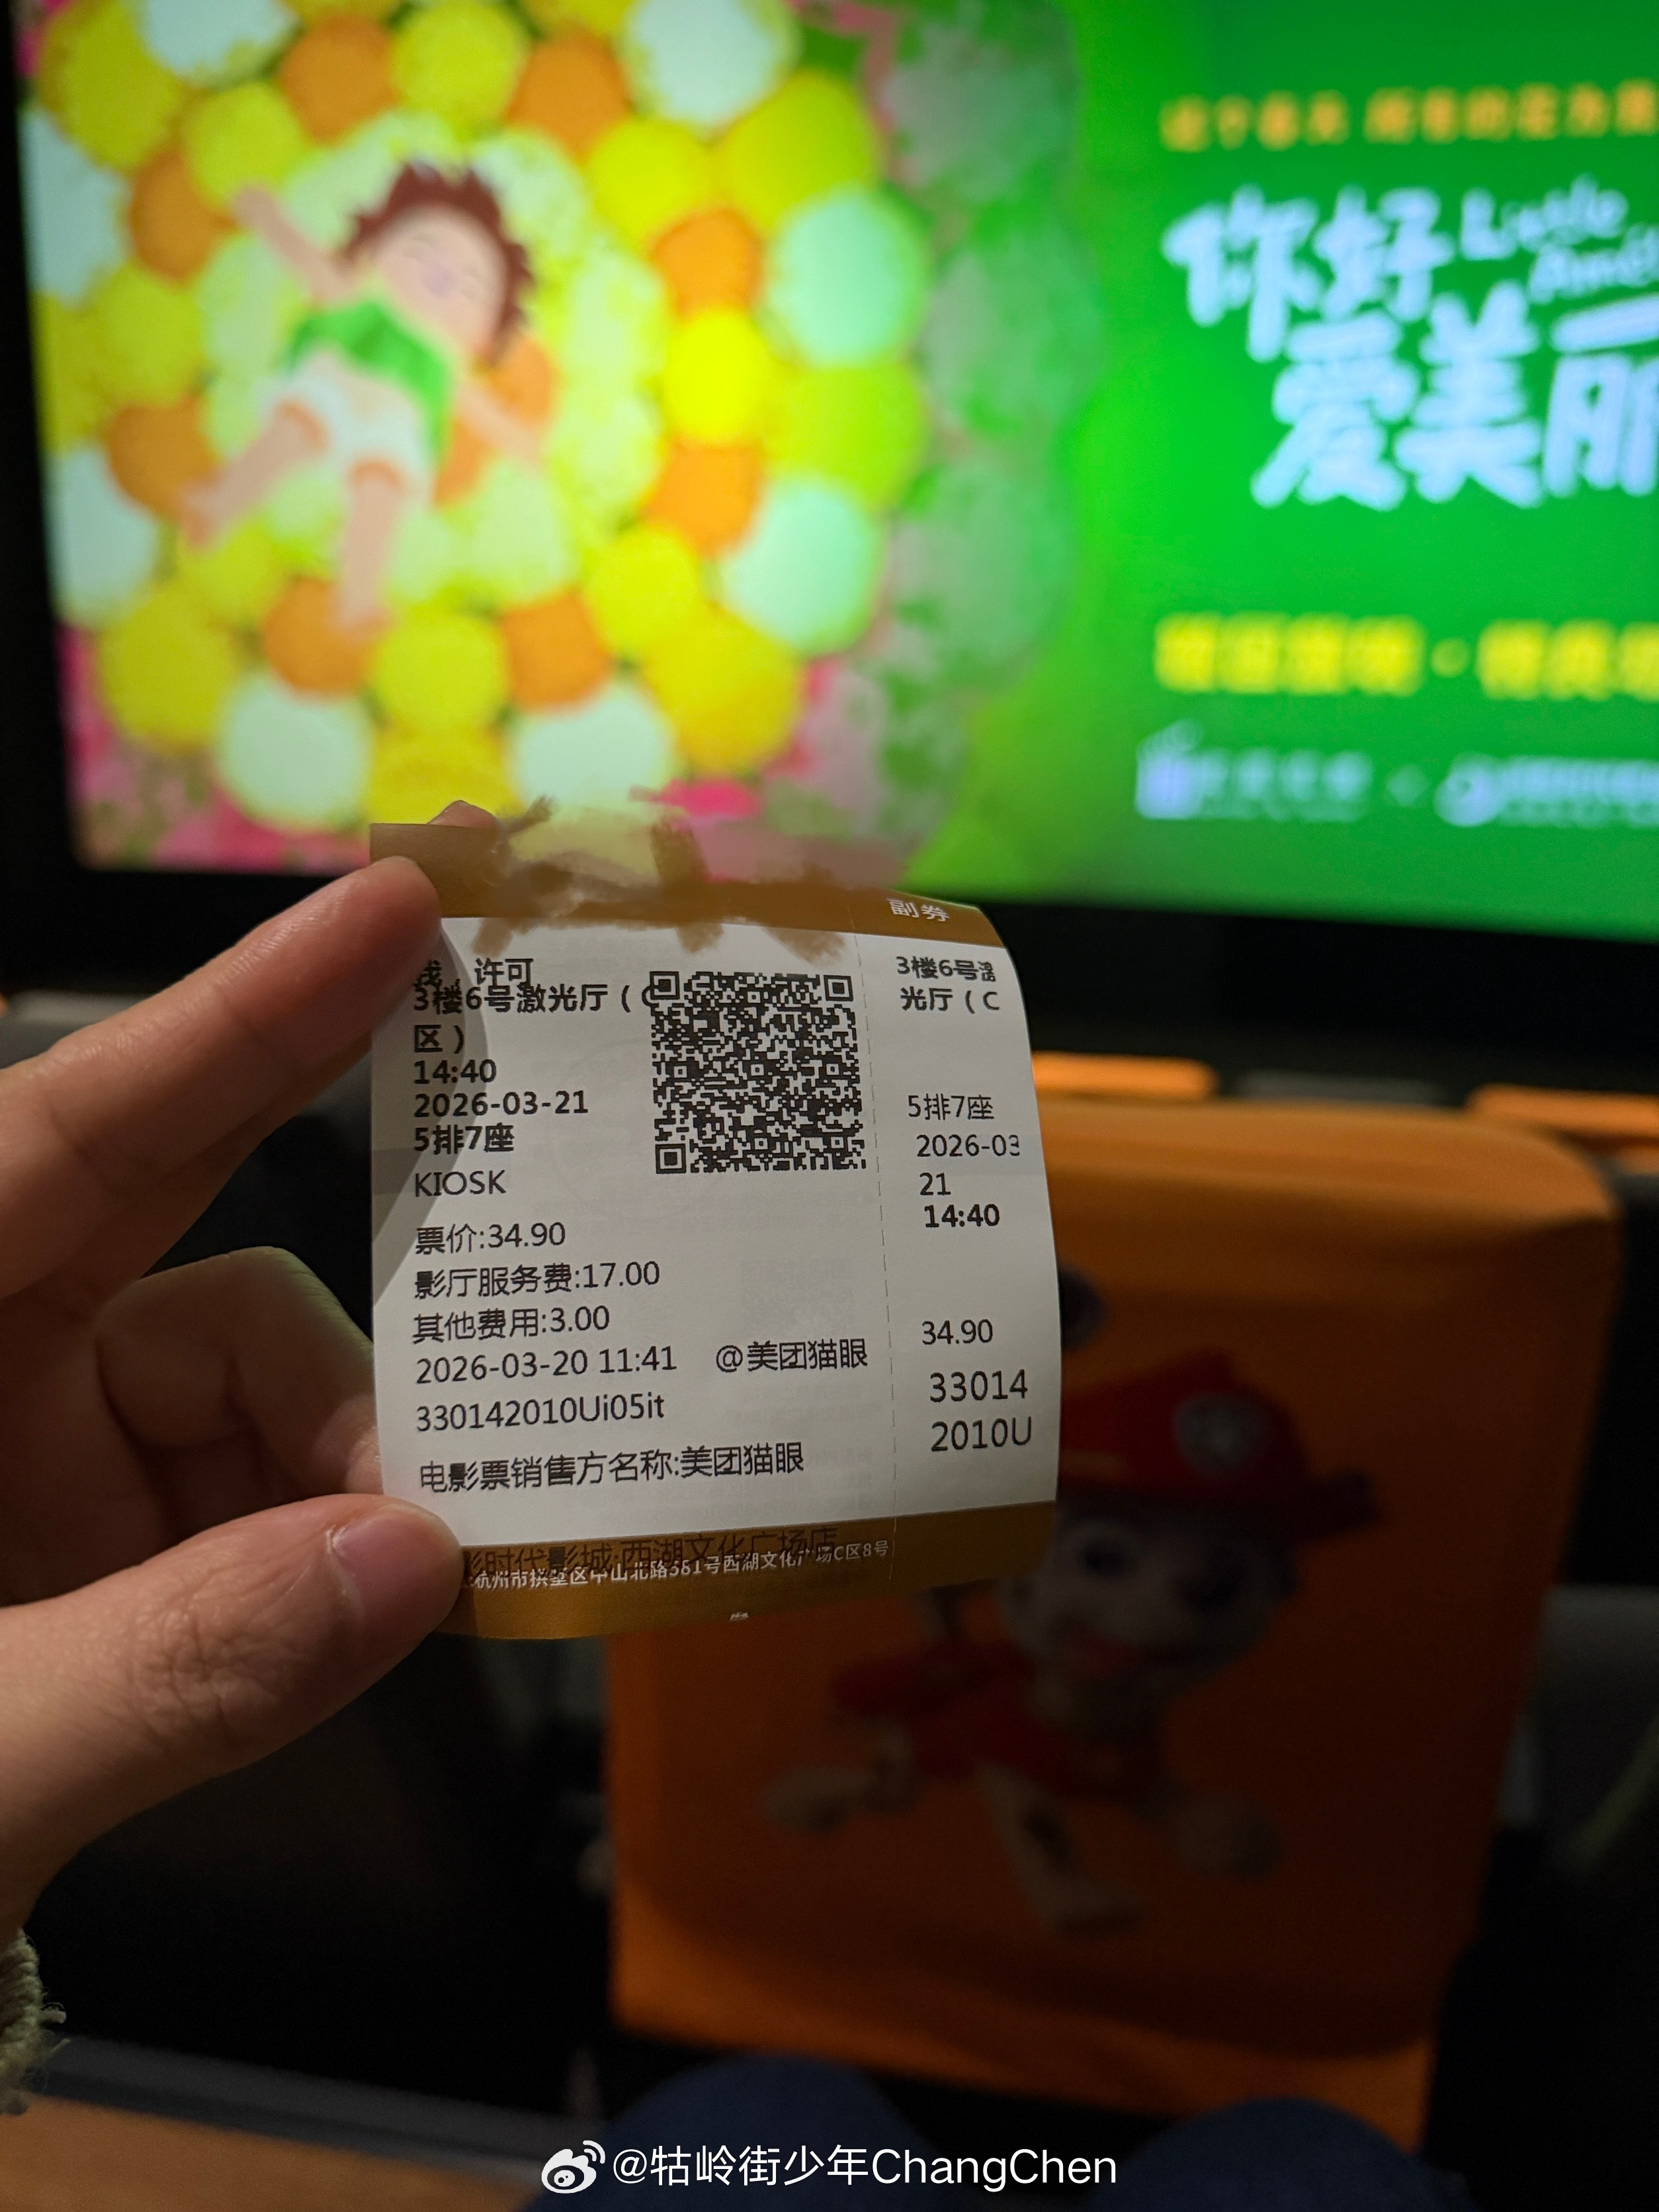 你好 Little
爱美丽
副券
我，许可
3楼6号激光厅（C
区）
14:40
2026-03-21
5排7座
KIOSK
票价:34.90
影厅服务费:17.00
其他费用:3.00
2026-03-20 11:41 @美团猫眼
330142010Ui05it
电影票销售方名称:美团猫眼
3楼6号激
光厅（C
5排7座
2026-03
21
14:40
34.90
33014
2010U
影时代影城·西湖文化广场店
杭州市拱墅区中山北路581号西湖文化广场C区8号
@牯岭街少年ChangChen